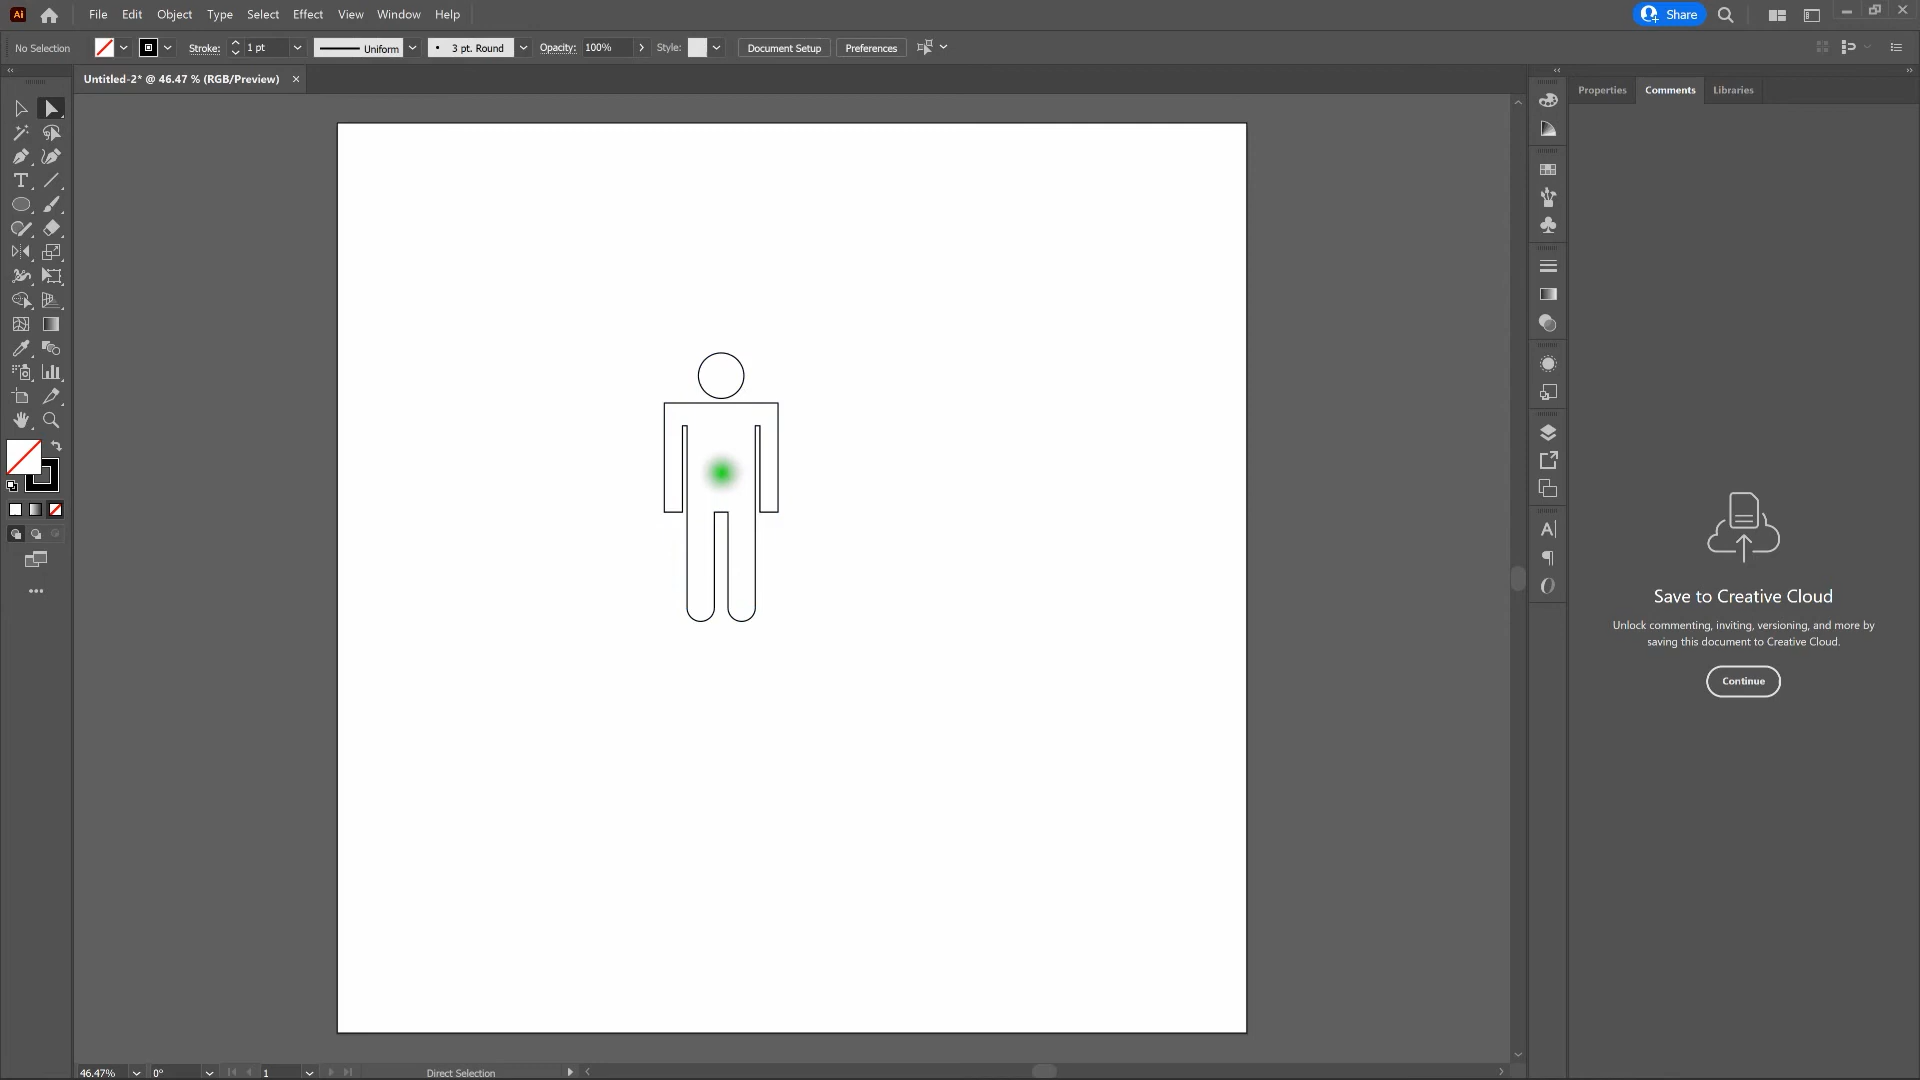 Ai
File Edit Object Type Select Effect View Window Help
Share
No Selection
Stroke: 1 pt
Uniform
3 pt. Round
Opacity: 100%
Style:
Document Setup
Preferences
Untitled-2* @ 46.47 % (RGB/Preview)
Properties Comments Libraries
T
A
Save to Creative Cloud
Unlock commenting, inviting, versioning, and more by
saving this document to Creative Cloud.
Continue
46.47% 0° 1 Direct Selection